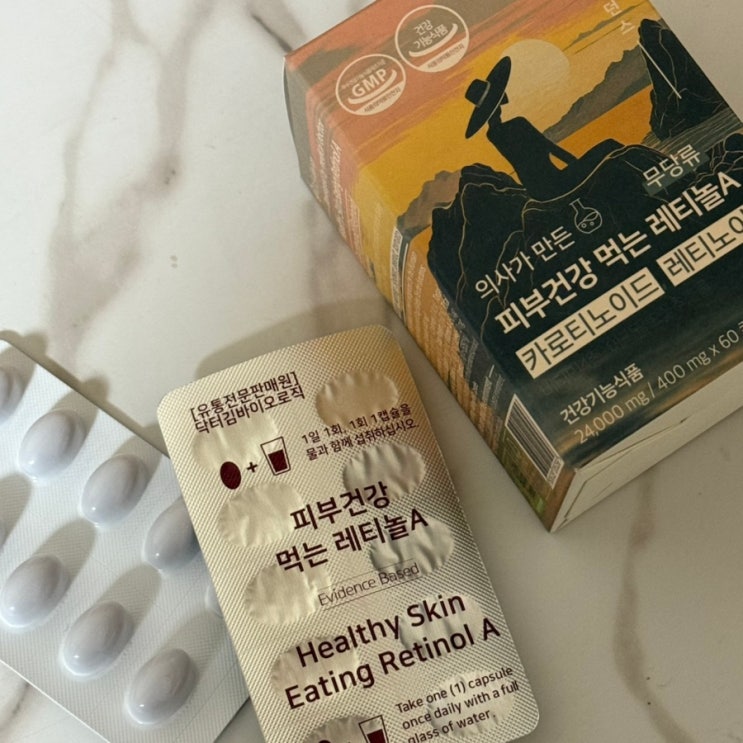 건강
기능식품
GMP
무당류
의사가 만든
피부건강 먹는 레티놀A
카로티노이드
건강기능식품
24,000 mg / 400 mg x 60
[유통전문판매원]
닥터김바이오로직
1일 1회, 1회 1캡슐을
물과 함께 섭취하십시오
+
피부건강
먹는 레티놀A
Evidence Based
Healthy Skin
Eating Retinol A
Take one (1) capsule
once daily with a full
glass of water.